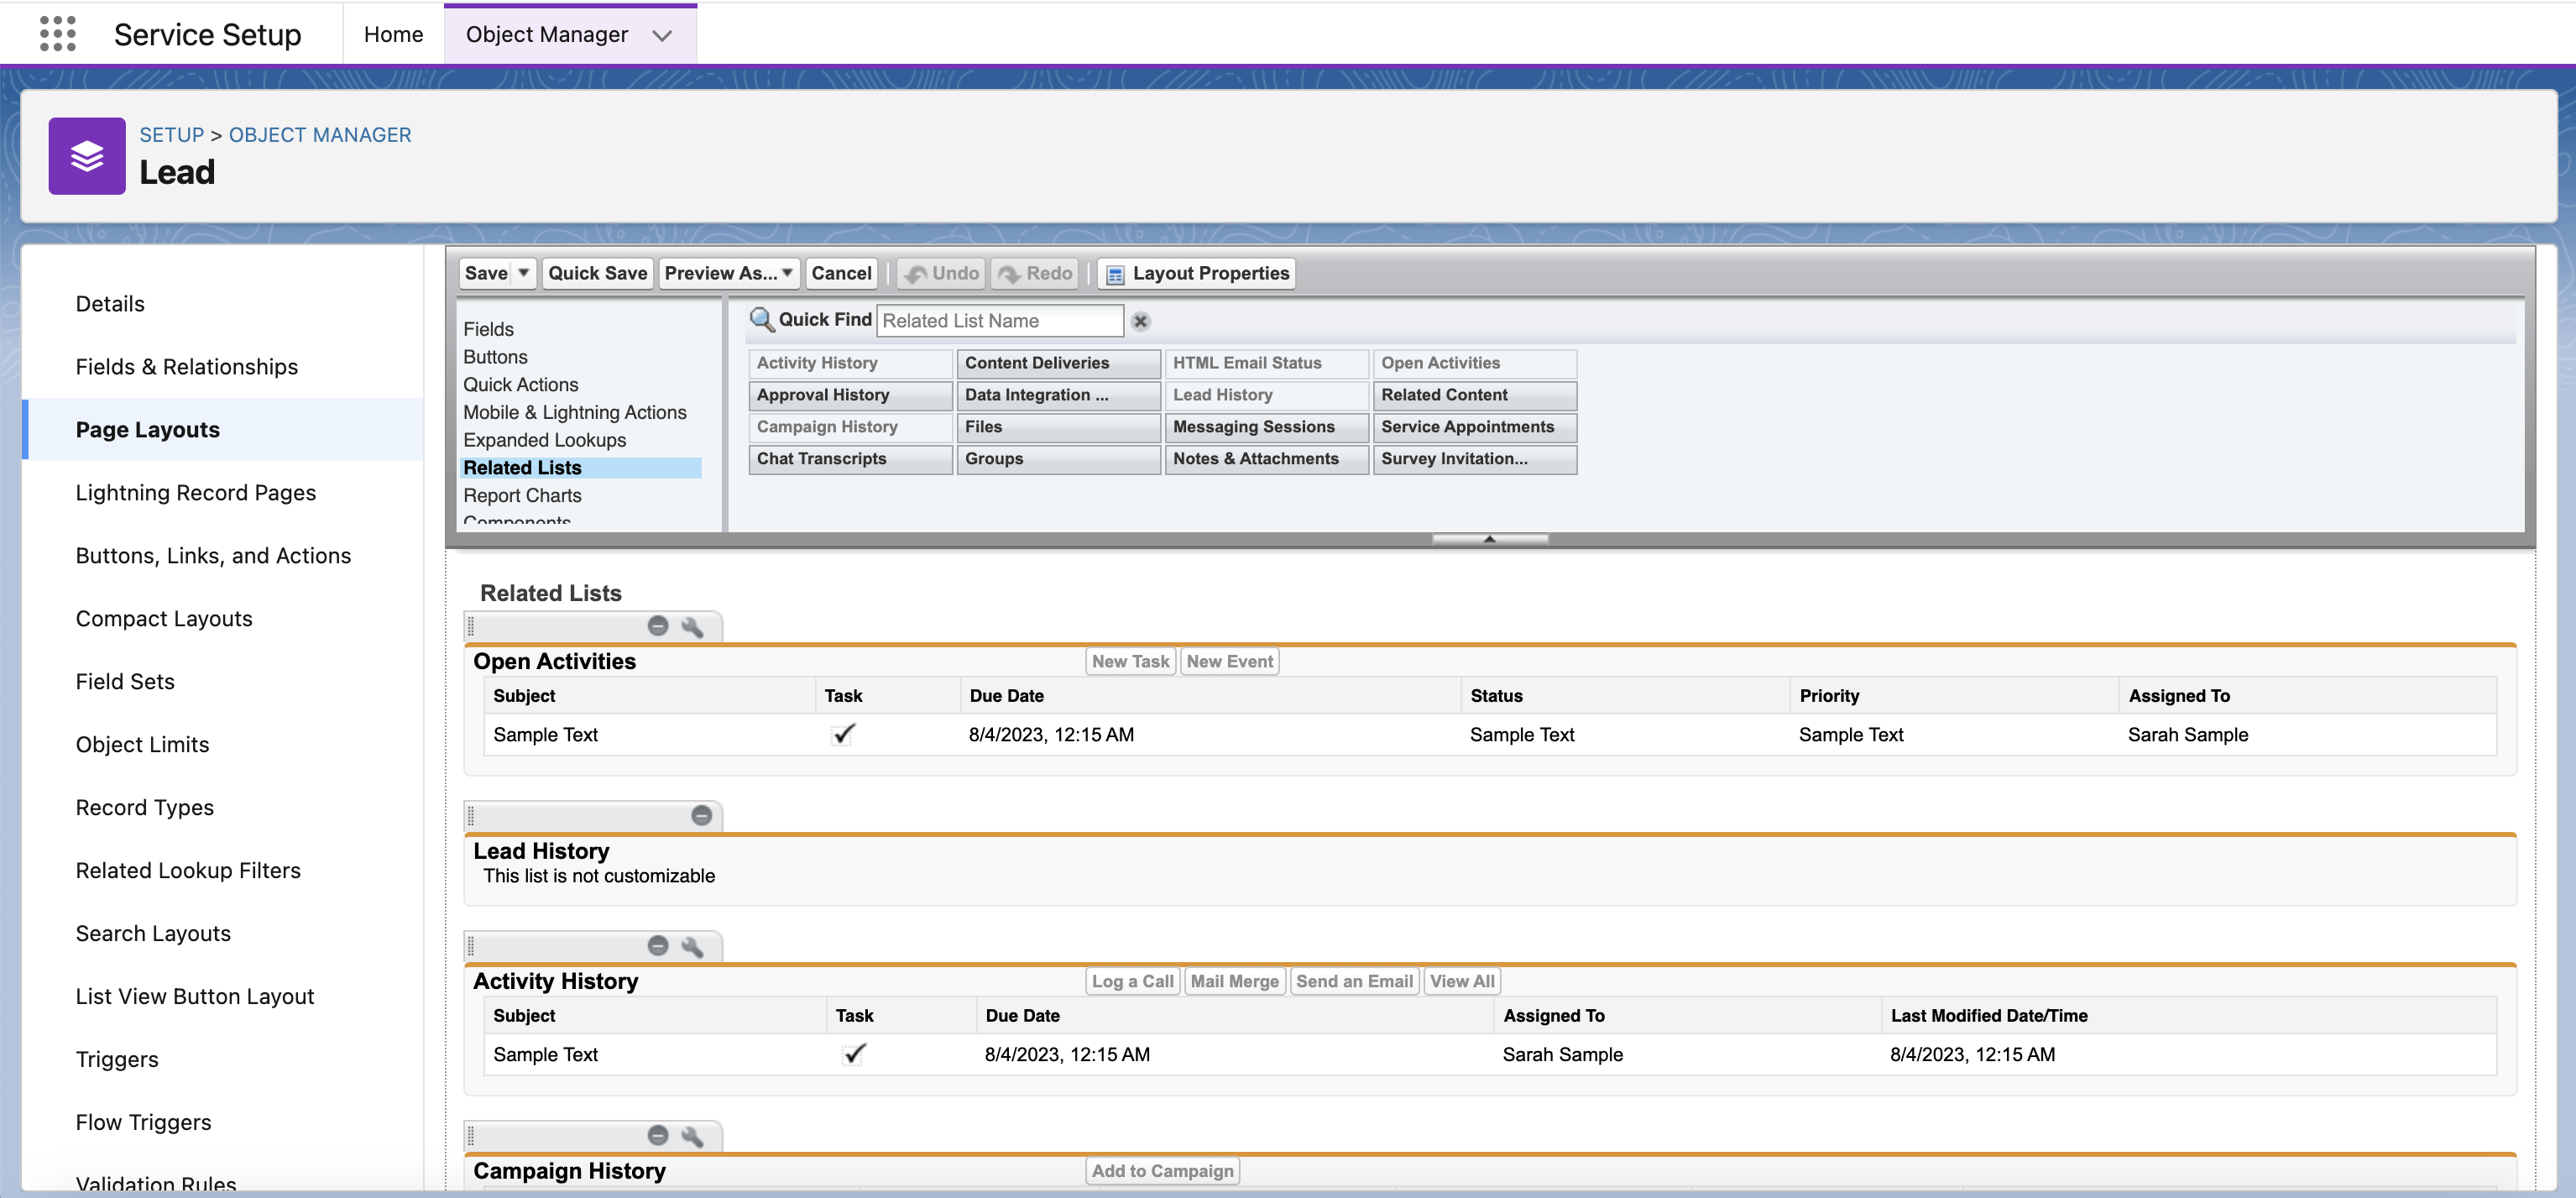 Service Setup
Home
Object Manager
SETUP > OBJECT MANAGER
Lead
Details
Fields & Relationships
Page Layouts
Lightning Record Pages
Buttons, Links, and Actions
Compact Layouts
Field Sets
Object Limits
Record Types
Related Lookup Filters
Search Layouts
List View Button Layout
Triggers
Flow Triggers
Validation Rules
Save Quick Save Preview As... Cancel Undo Redo Layout Properties
Fields
Buttons
Quick Actions
Mobile & Lightning Actions
Expanded Lookups
Related Lists
Report Charts
Components
Quick Find Related List Name
Activity History Content Deliveries HTML Email Status Open Activities
Approval History Data Integration ... Lead History Related Content
Campaign History Files Messaging Sessions Service Appointments
Chat Transcripts Groups Notes & Attachments Survey Invitation...
Related Lists
Open Activities New Task New Event
Subject Task Due Date Status Priority Assigned To
Sample Text 8/4/2023, 12:15 AM Sample Text Sample Text Sarah Sample
Lead History
This list is not customizable
Activity History Log a Call Mail Merge Send an Email View All
Subject Task Due Date Assigned To Last Modified Date/Time
Sample Text 8/4/2023, 12:15 AM Sarah Sample 8/4/2023, 12:15 AM
Campaign History Add to Campaign